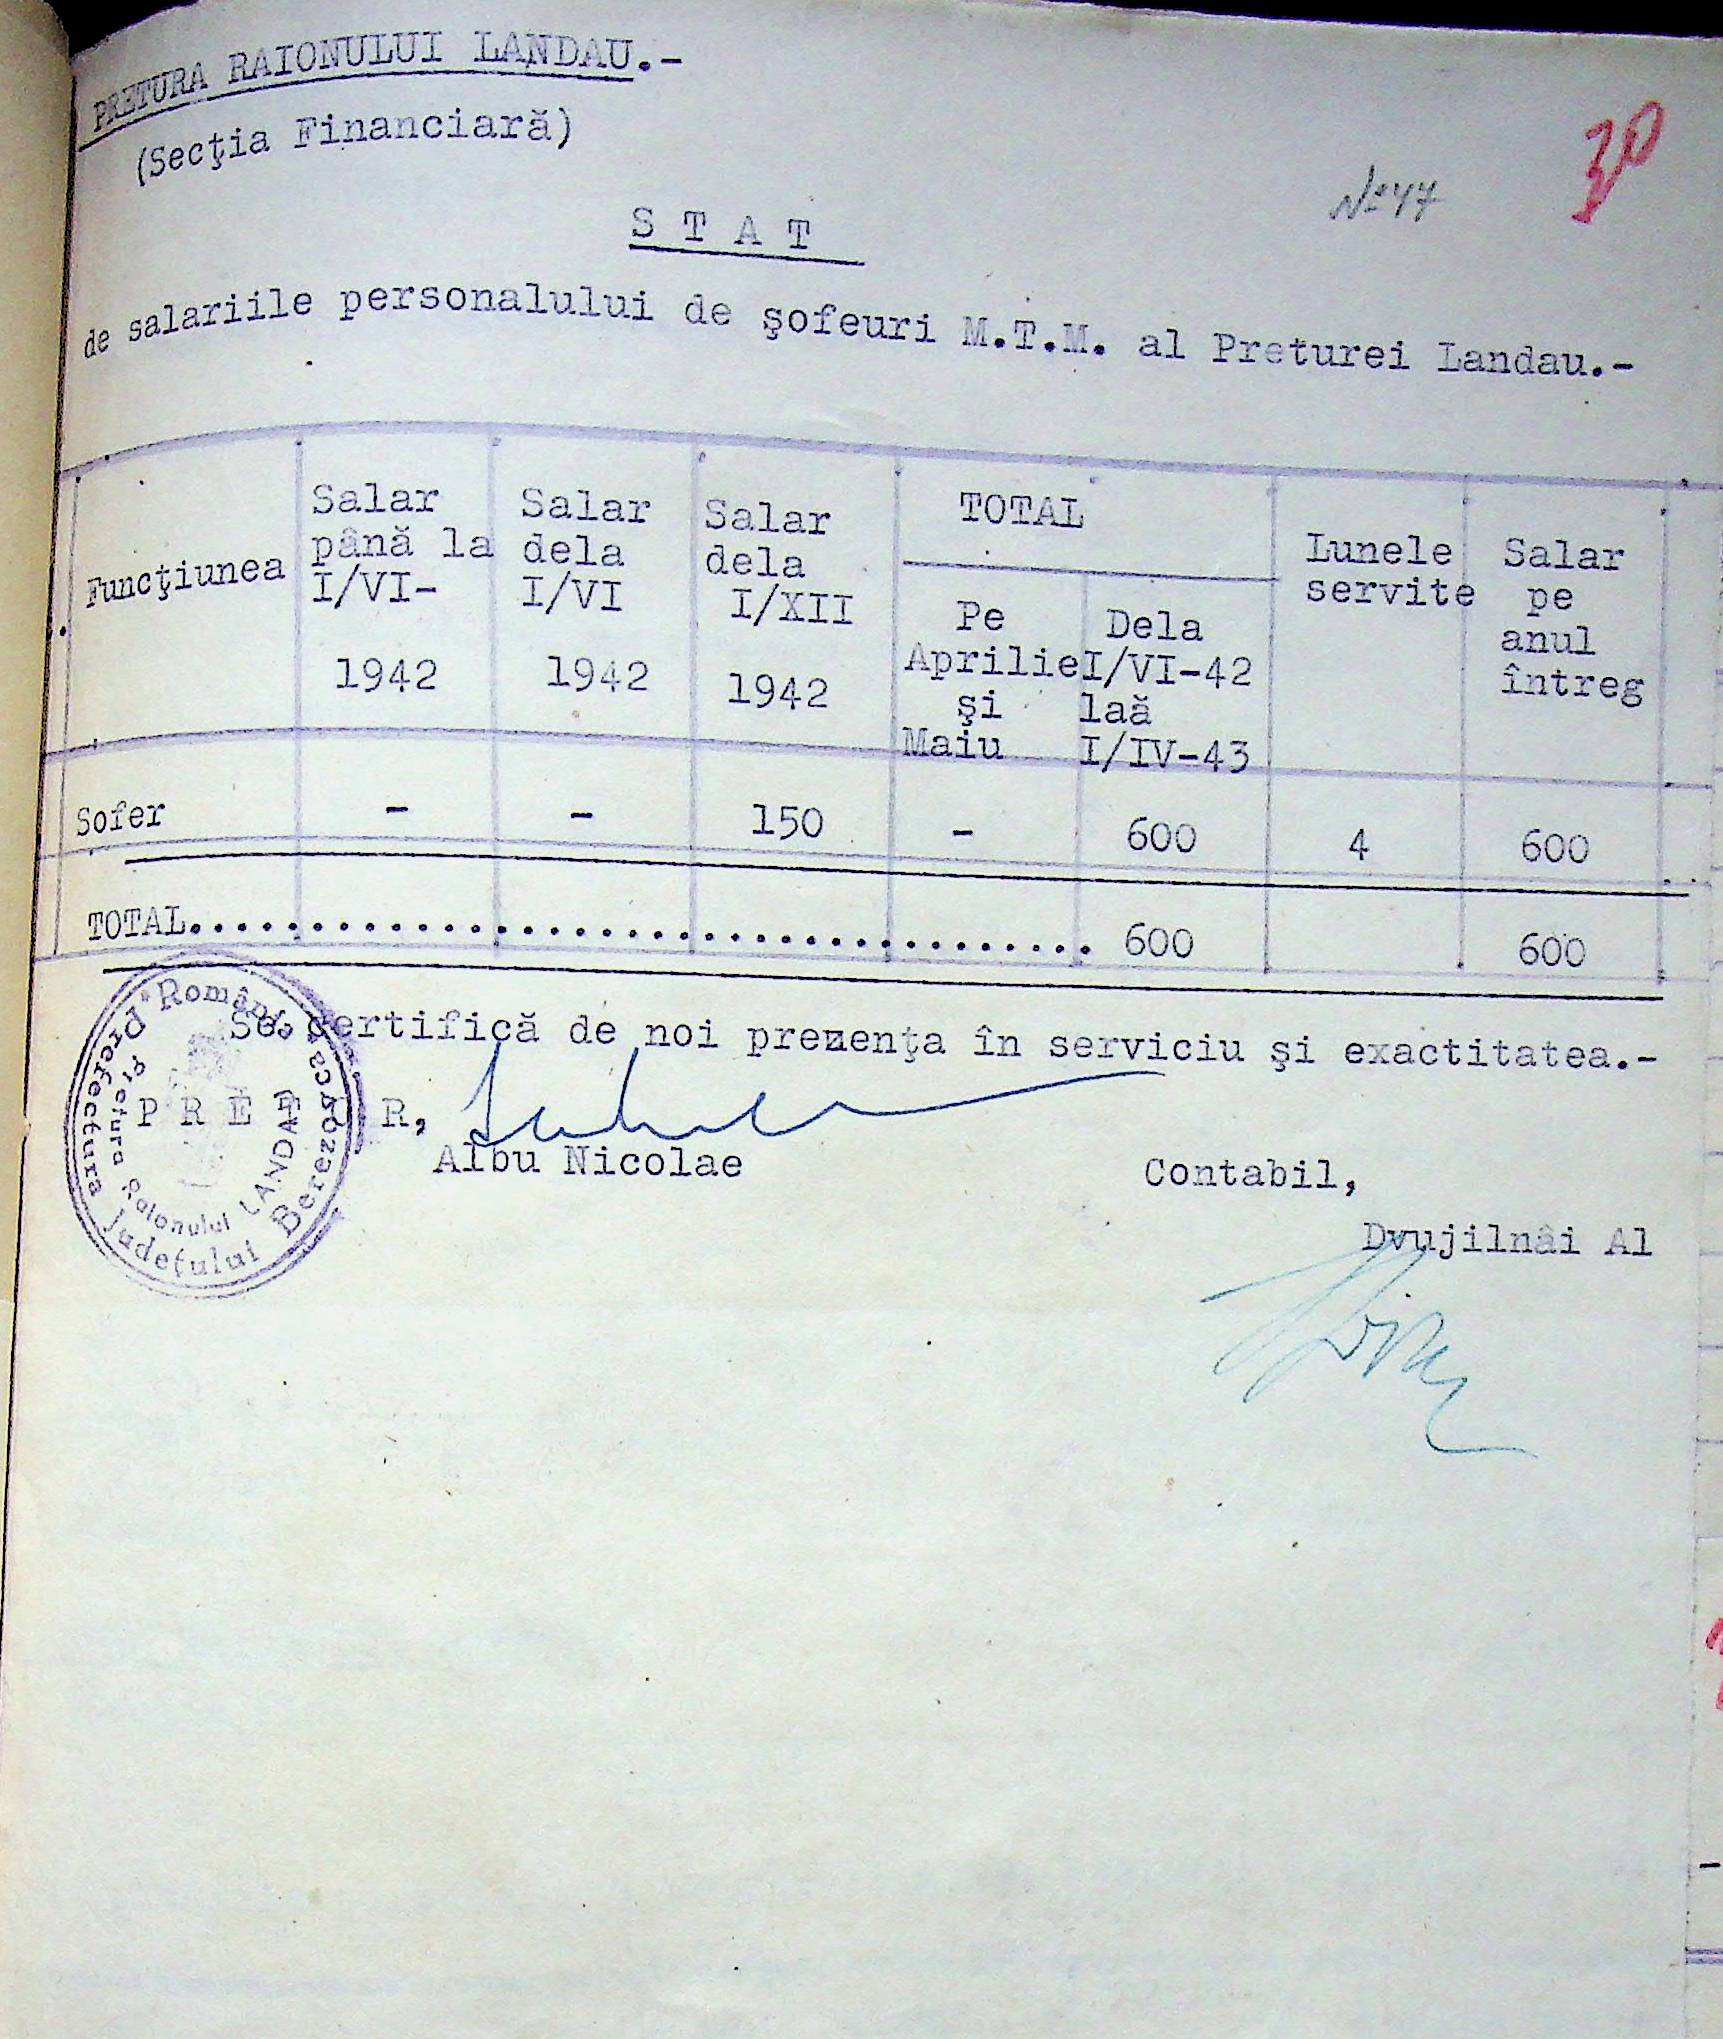 PRETURA RAIONULUI LANDAU.-
(Secţia Financiară)
30
№ 47
S T A T
de salariile personalului de şofeuri M.T.M. al Preturei Landau.-
Funcţiunea
Salar
până la
I/VI-
1942
Salar
dela
I/VI
1942
Salar
dela
I/XII
1942
TOTAL
Pe
Aprilie
şi
Maiu
Dela
I/VI-42
laă
I/IV-43
Lunele
servite
Salar
pe
anul
întreg
Sofer - - 150 - 600 4 600
TOTAL........................................ 600 600
Se certifică de noi prezenţa în serviciu şi exactitatea.-
P R E T O R,
Albu Nicolae
Contabil,
Dvujilnâi Al
România
Prefectura Județului Berezovca
Pretura Raionului LANDAU